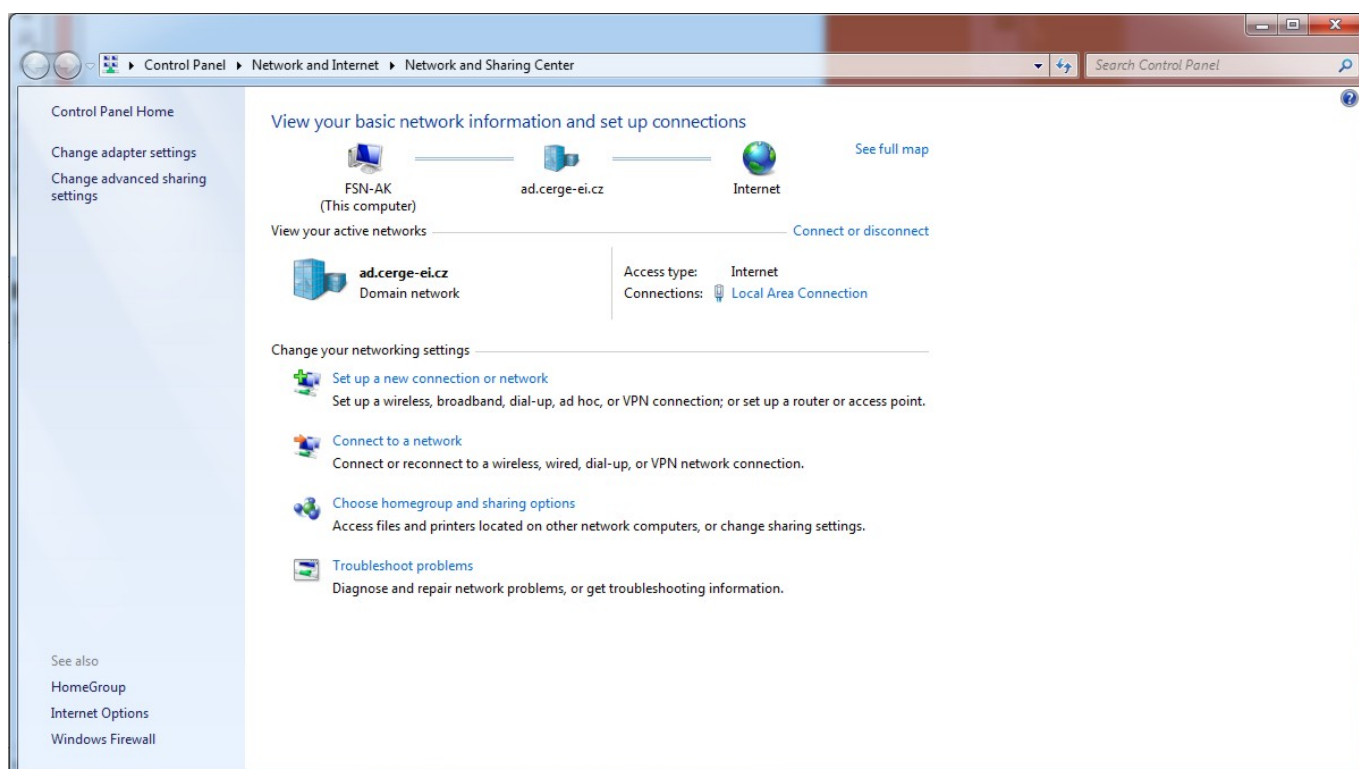 Control Panel Network and Internet Network and Sharing Center
Search Control Panel
Control Panel Home
Change adapter settings
Change advanced sharing
settings
View your basic network information and set up connections
See full map
FSN-AK
(This computer)
ad.cerge-ei.cz
Internet
View your active networks
Connect or disconnect
ad.cerge-ei.cz
Domain network
Access type: Internet
Connections: Local Area Connection
Change your networking settings
Set up a new connection or network
Set up a wireless, broadband, dial-up, ad hoc, or VPN connection; or set up a router or access point.
Connect to a network
Connect or reconnect to a wireless, wired, dial-up, or VPN network connection.
Choose homegroup and sharing options
Access files and printers located on other network computers, or change sharing settings.
Troubleshoot problems
Diagnose and repair network problems, or get troubleshooting information.
See also
HomeGroup
Internet Options
Windows Firewall